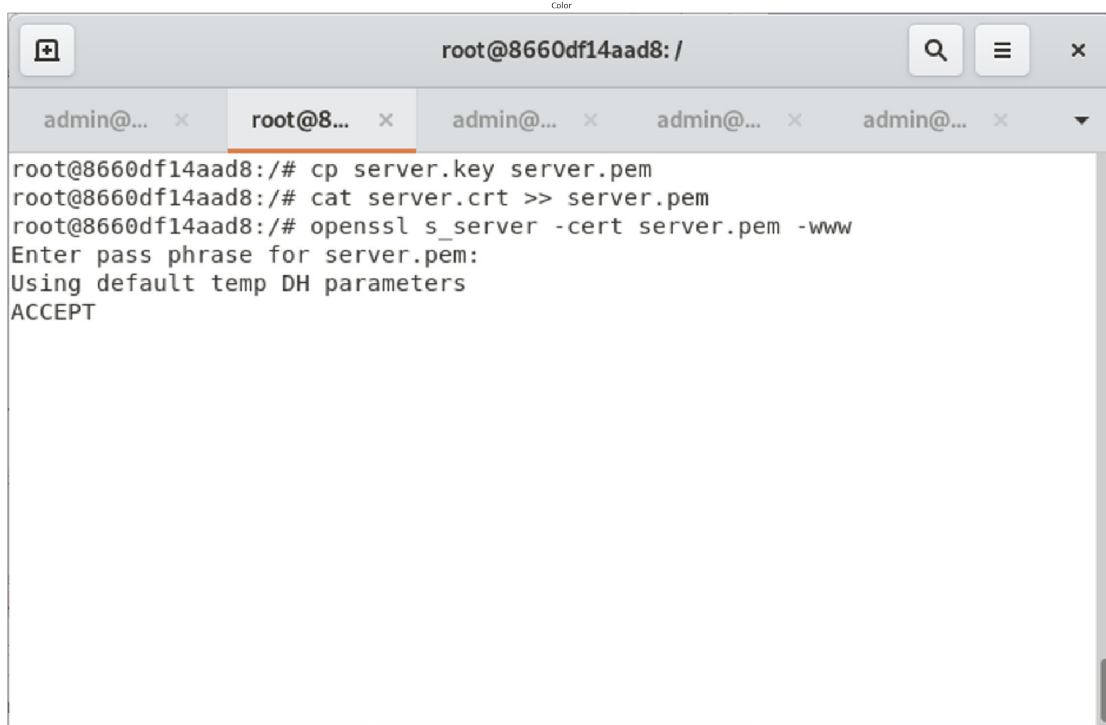 Color
root@8660df14aad8: /
admin@... root@8... admin@... admin@... admin@...
root@8660df14aad8:/# cp server.key server.pem
root@8660df14aad8:/# cat server.crt >> server.pem
root@8660df14aad8:/# openssl s_server -cert server.pem -www
Enter pass phrase for server.pem:
Using default temp DH parameters
ACCEPT